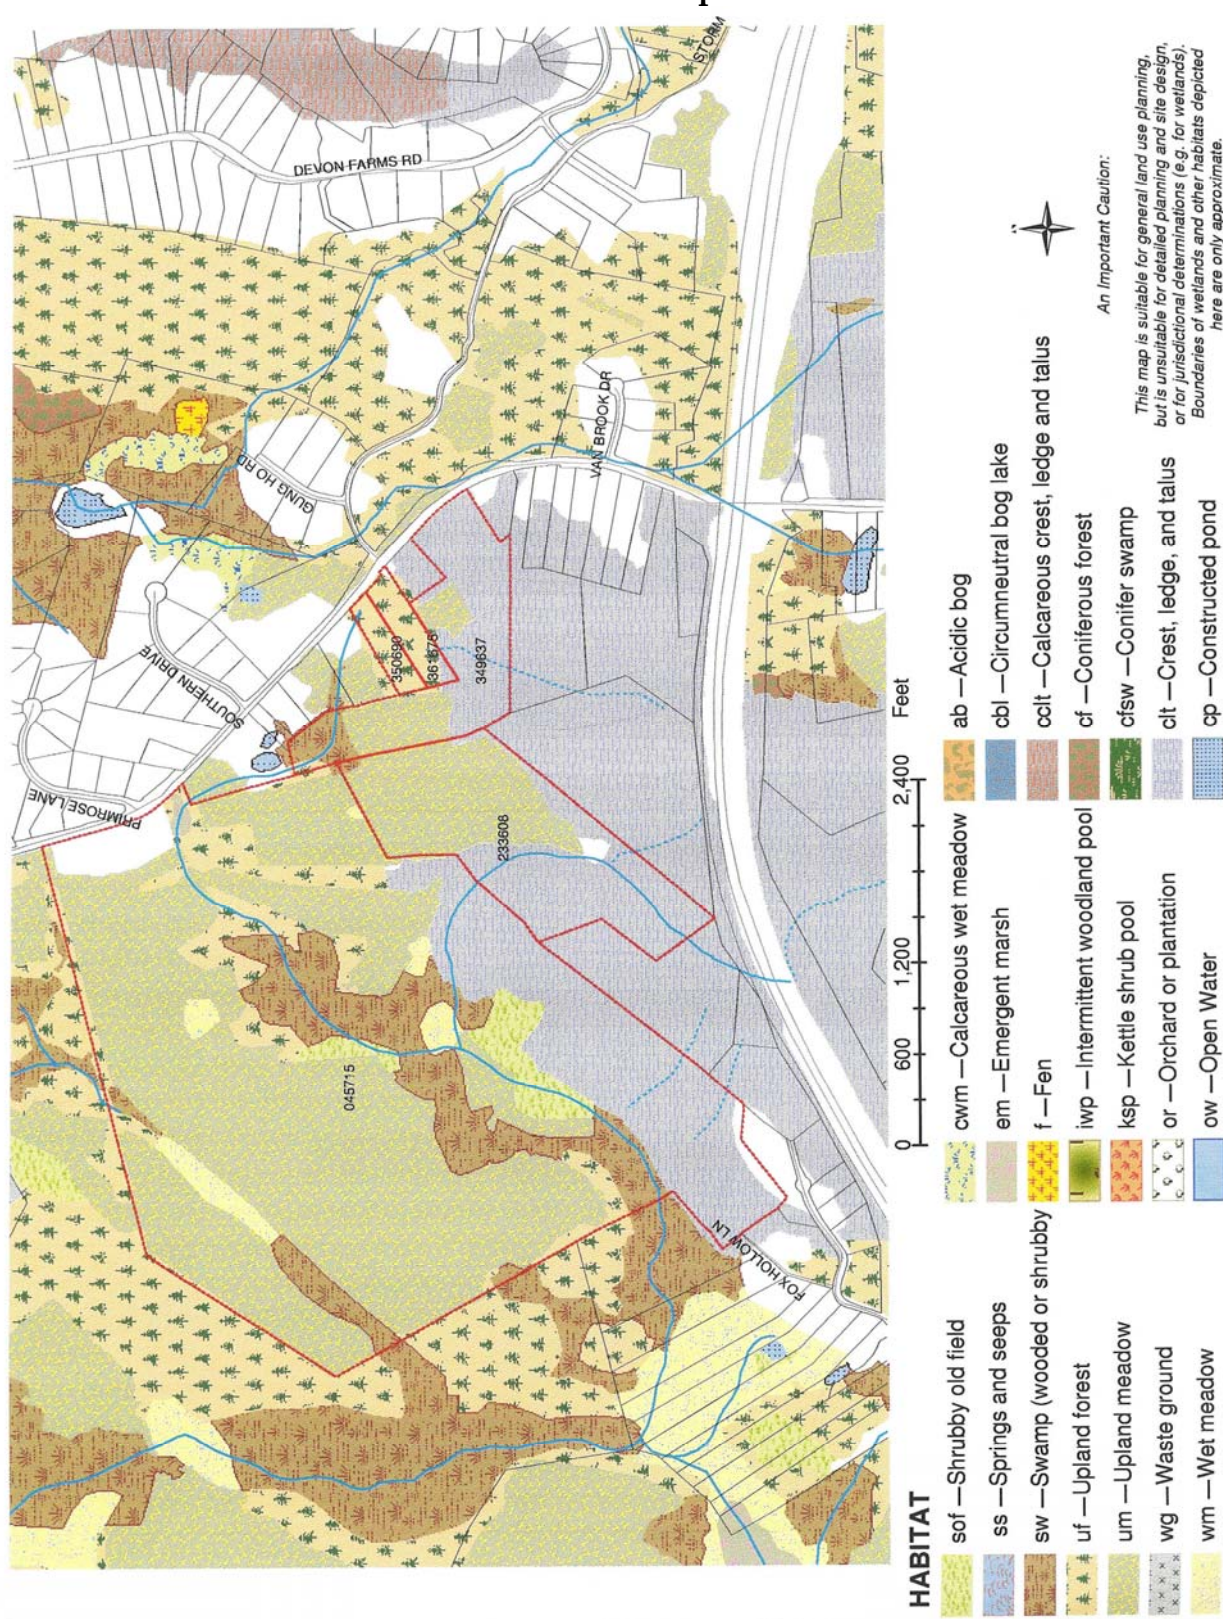 STORM
DEVON FARMS RD
VAN BROOK DR
GUNG HO RD
SOUTHERN DRIVE
PRIMROSE LANE
350690
361675
349637
233608
045715
FOX HOLLOW LN
0
600
1,200
2,400
Feet
HABITAT
sof —Shrubby old field
ss —Springs and seeps
sw —Swamp (wooded or shrubby
uf —Upland forest
um —Upland meadow
wg —Waste ground
wm —Wet meadow
cwm —Calcareous wet meadow
em —Emergent marsh
f —Fen
iwp —Intermittent woodland pool
ksp —Kettle shrub pool
or —Orchard or plantation
ow —Open Water
ab —Acidic bog
cbl —Circumneutral bog lake
cclt —Calcareous crest, ledge and talus
cf —Coniferous forest
cfsw —Conifer swamp
clt —Crest, ledge, and talus
cp —Constructed pond
An Important Caution:
This map is suitable for general land use planning,
but is unsuitable for detailed planning and site design,
or for jurisdictional determinations (e.g. for wetlands).
Boundaries of wetlands and other habitats depicted
here are only approximate.